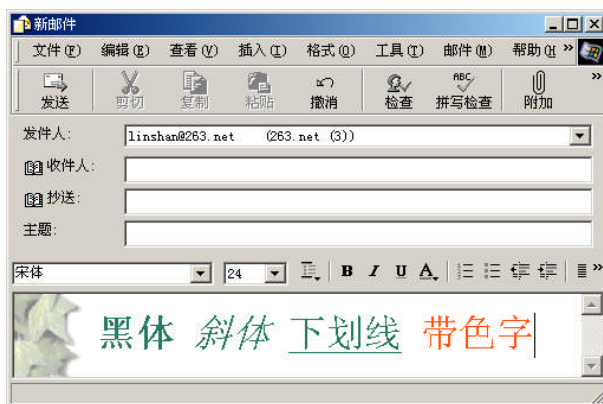 新邮件
文件(F) 编辑(E) 查看(V) 插入(I) 格式(O) 工具(T) 邮件(M) 帮助(H »
发送 剪切 复制 粘贴 撤消 检查 ABC 拼写检查 附加 »
发件人: linshan@263.net (263.net (3))
收件人:
抄送:
主题:
宋体 24 B I U A »
黑体 斜体 下划线 带色字